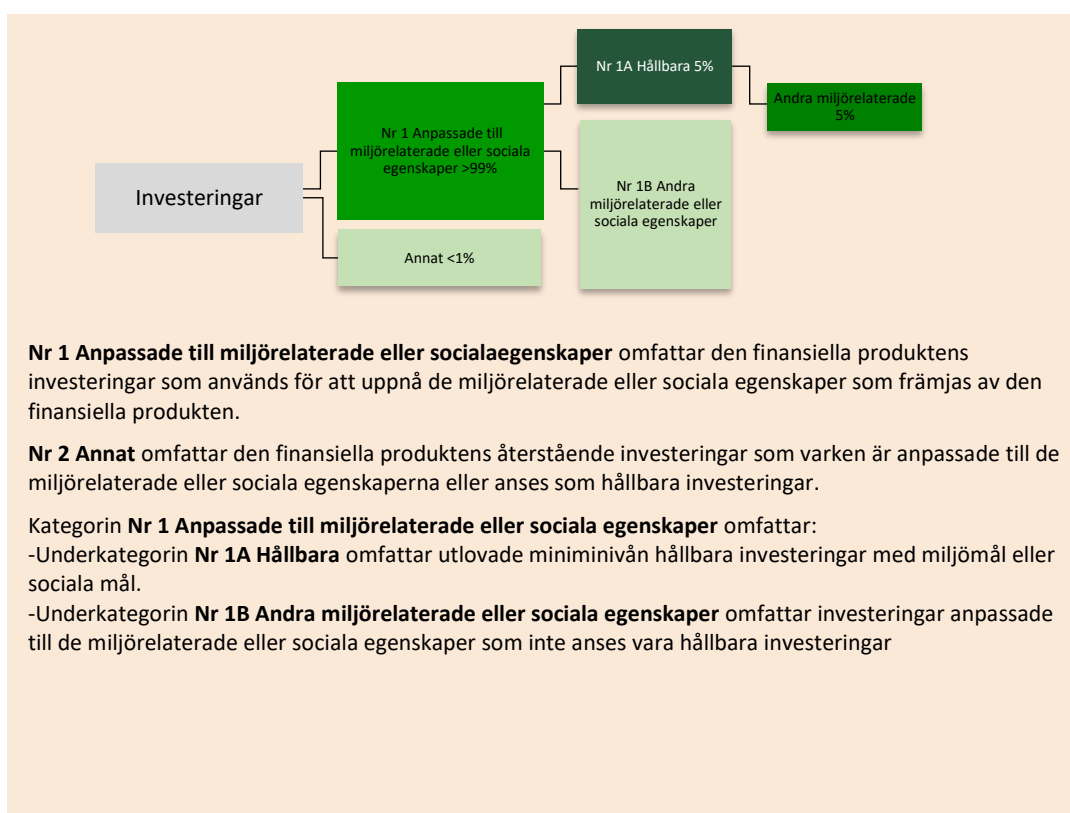 Nr 1A Hållbara 5%
Andra miljörelaterade
5%
Nr 1 Anpassade till
miljörelaterade eller sociala
egenskaper >99%
Nr 1B Andra
miljörelaterade eller
sociala egenskaper
Investeringar
Annat <1%
Nr 1 Anpassade till miljörelaterade eller socialaegenskaper omfattar den finansiella produktens
investeringar som används för att uppnå de miljörelaterade eller sociala egenskaper som främjas av den
finansiella produkten.
Nr 2 Annat omfattar den finansiella produktens återstående investeringar som varken är anpassade till de
miljörelaterade eller sociala egenskaperna eller anses som hållbara investeringar.
Kategorin Nr 1 Anpassade till miljörelaterade eller sociala egenskaper omfattar:
-Underkategorin Nr 1A Hållbara omfattar utlovade miniminivån hållbara investeringar med miljömål eller
sociala mål.
-Underkategorin Nr 1B Andra miljörelaterade eller sociala egenskaper omfattar investeringar anpassade
till de miljörelaterade eller sociala egenskaper som inte anses vara hållbara investeringar